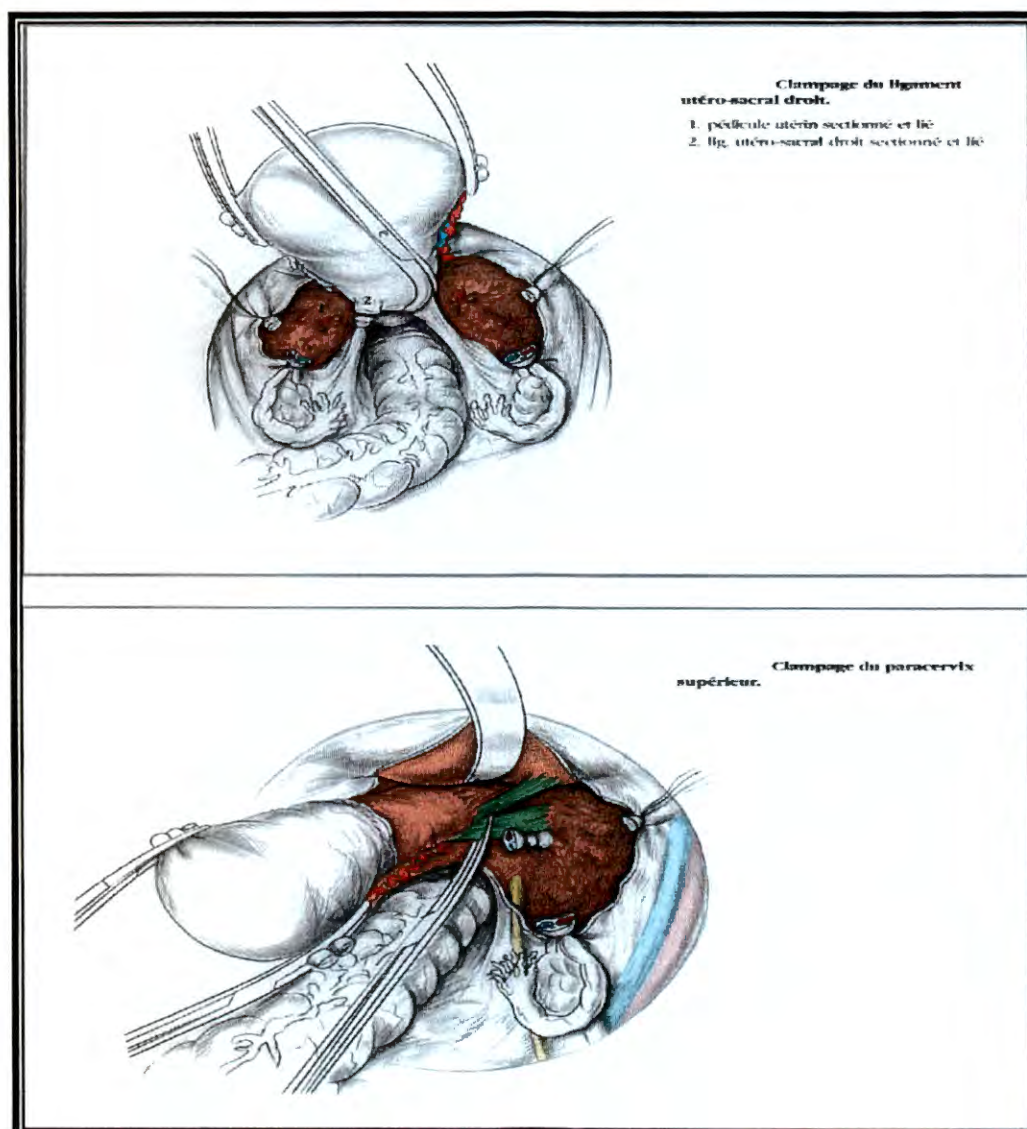 Clampage du ligament
utéro-sacral droit.
1. pédicule utérin sectionné et lié
2. lig. utéro-sacral droit sectionné et lié
2
Clampage du paracervix
supérieur.